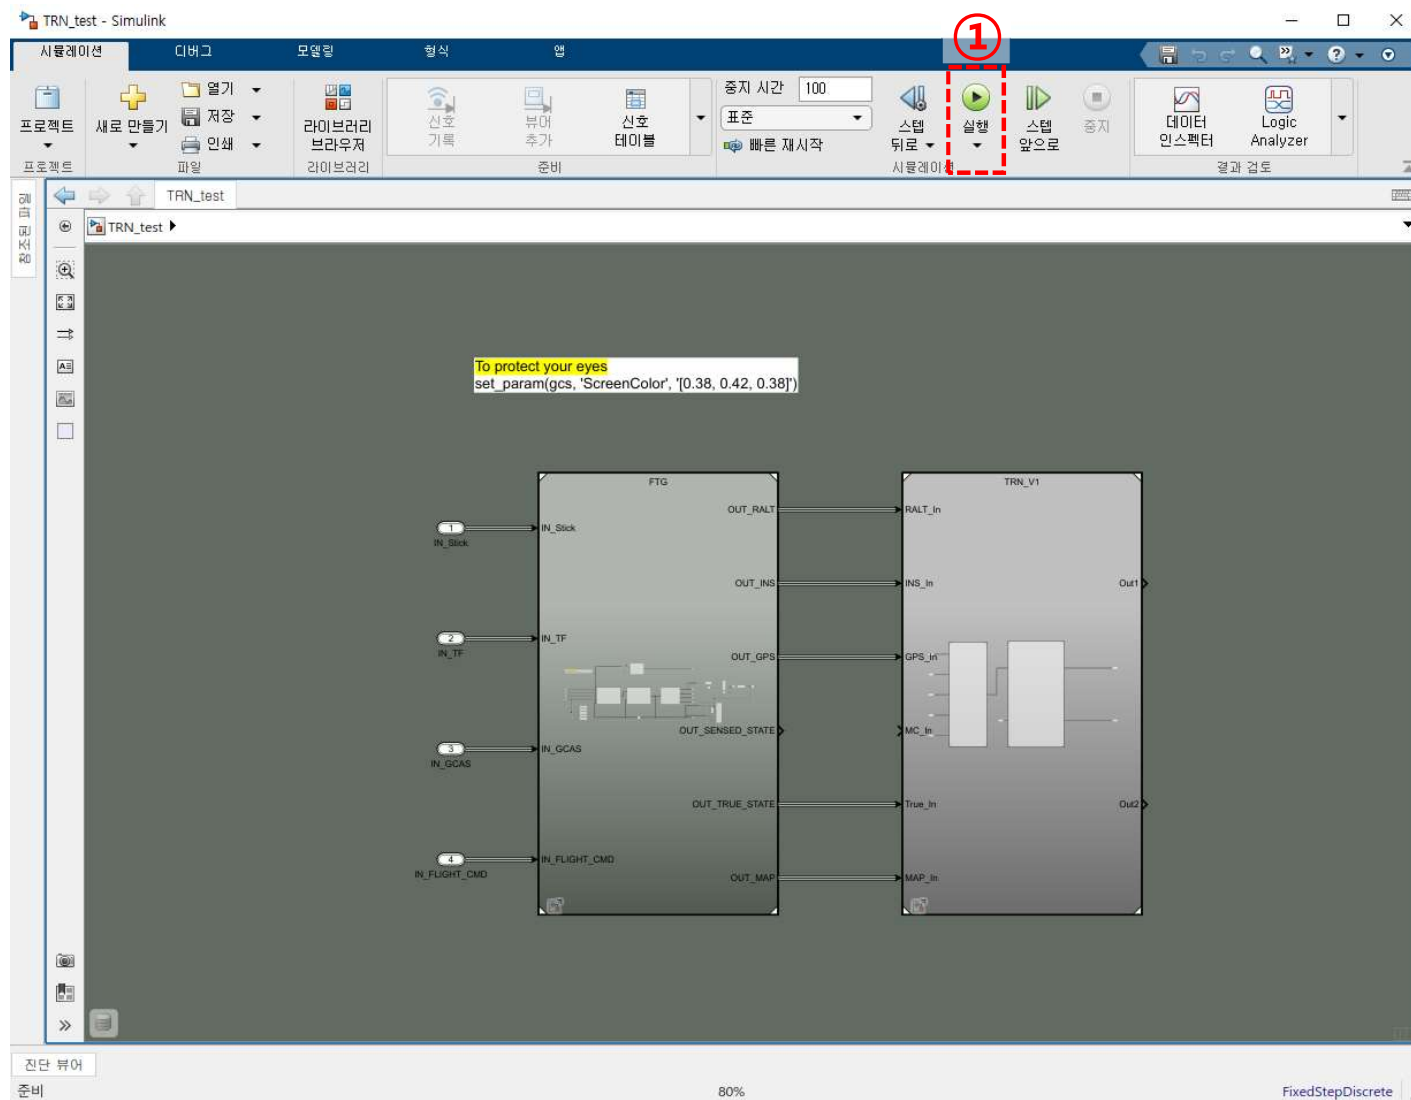 TRN_test - Simulink
①
시뮬레이션 디버그 모델링 형식 앱
프로젝트
새로 만들기
열기
저장
인쇄
라이브러리
브라우저
신호
기록
뷰어
추가
신호
테이블
중지 시간 100
표준
빠른 재시작
스텝
뒤로
실행
스텝
앞으로
중지
데이터
인스펙터
Logic
Analyzer
프로젝트 파일 라이브러리 준비 시뮬레이션 결과 검토
TRN_test
TRN_test
To protect your eyes
set_param(gcs, 'ScreenColor', '[0.38, 0.42, 0.38]')
FTG
TRN_V1
1
IN_Stick
2
IN_TF
3
IN_GCAS
4
IN_FLIGHT_CMD
IN_Stick
IN_TF
IN_GCAS
IN_FLIGHT_CMD
OUT_RALT
OUT_INS
OUT_GPS
OUT_SENSED_STATE
OUT_TRUE_STATE
OUT_MAP
RALT_In
INS_In
GPS_In
MC_In
True_In
MAP_In
Out1
Out2
진단 뷰어
준비 80% FixedStepDiscrete